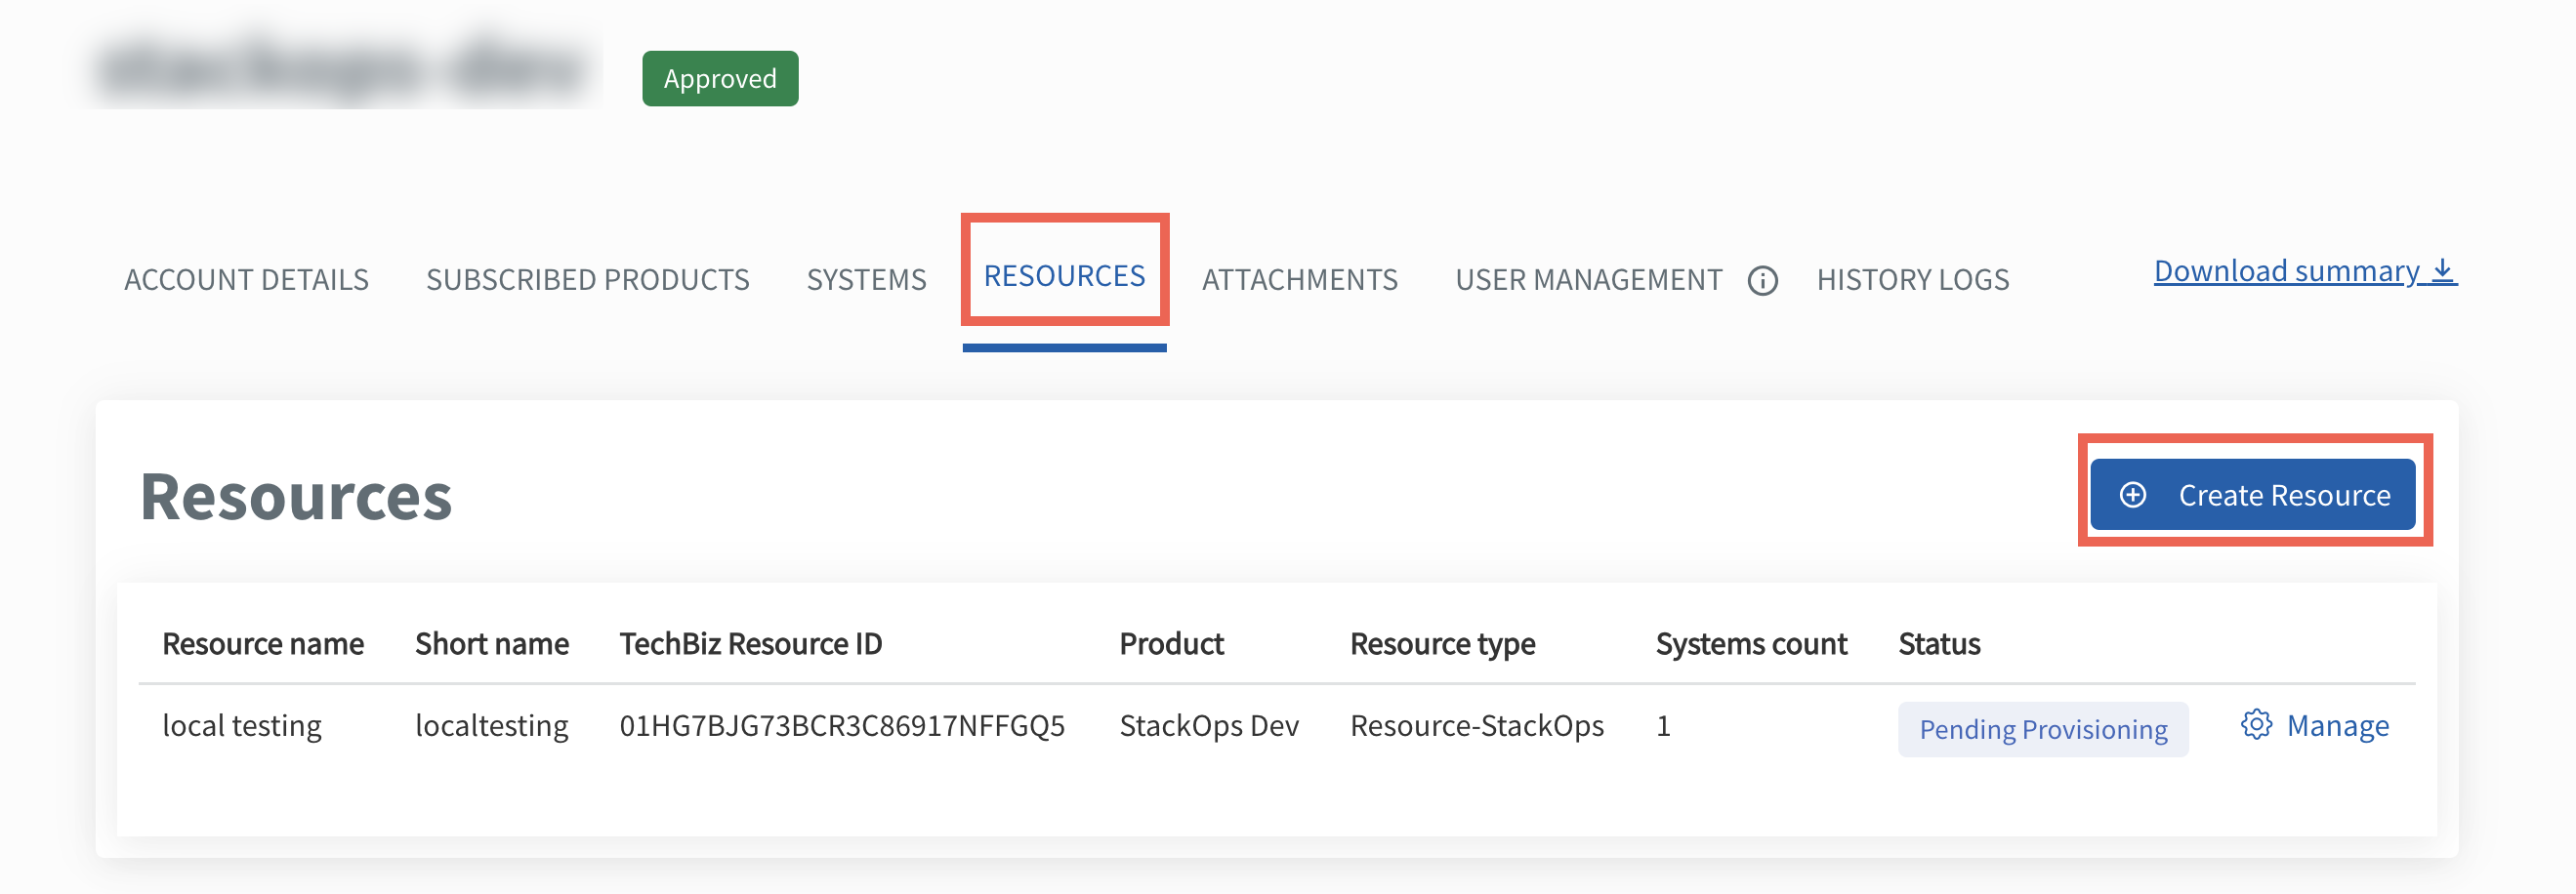 Approved
ACCOUNT DETAILS SUBSCRIBED PRODUCTS SYSTEMS RESOURCES ATTACHMENTS USER MANAGEMENT HISTORY LOGS Download summary
Resources
Create Resource
Resource name Short name TechBiz Resource ID Product Resource type Systems count Status
local testing localtesting 01HG7BJG73BCR3C86917NFFGQ5 StackOps Dev Resource-StackOps 1 Pending Provisioning Manage